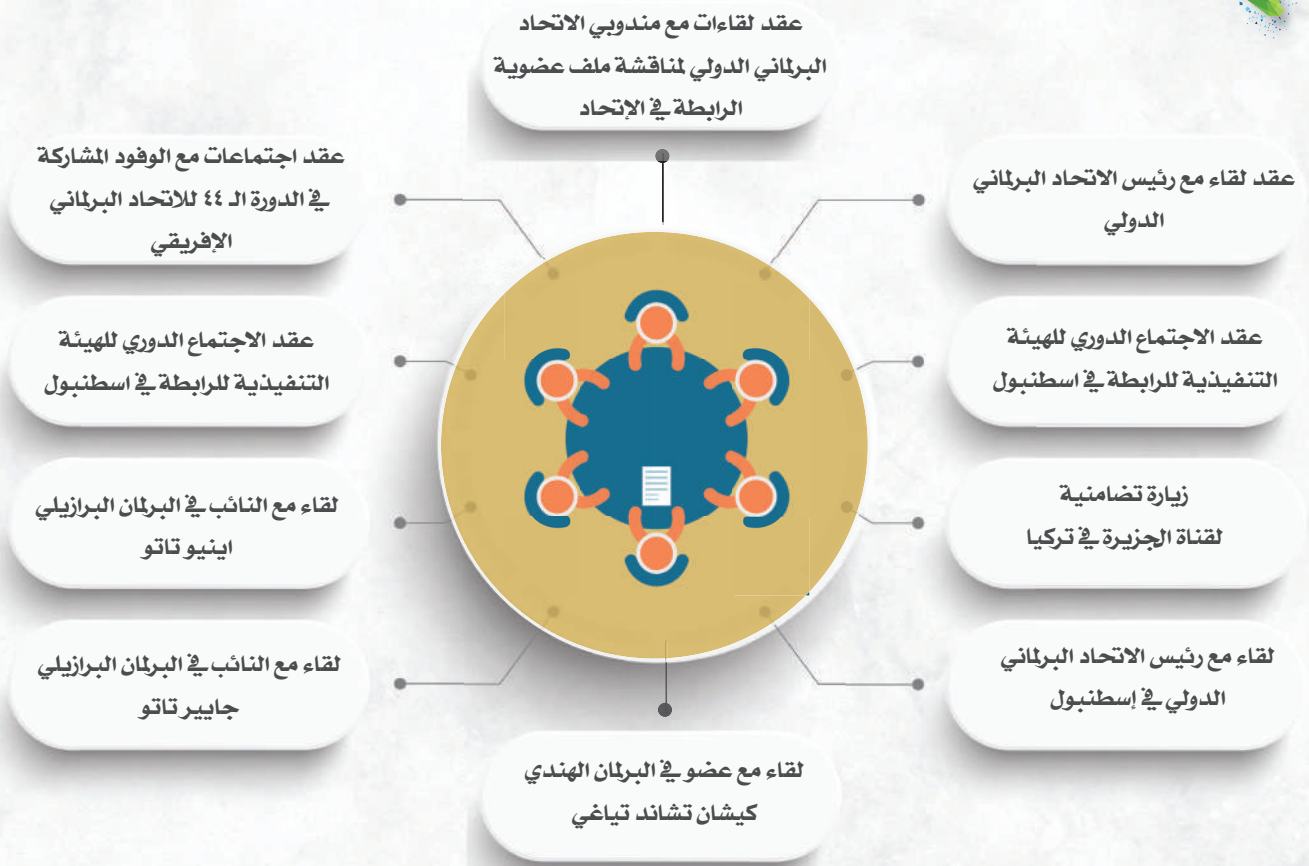 عقد لقاءات مع مندوبي الاتحاد
البرلماني الدولي لمناقشة ملف عضوية
الرابطة في الإتحاد
عقد لقاء مع رئيس الاتحاد البرلماني
الدولي
عقد الاجتماع الدوري للهيئة
التنفيذية للرابطة في اسطنبول
زيارة تضامنية
لقناة الجزيرة في تركيا
لقاء مع رئيس الاتحاد البرلماني
الدولي في إسطنبول
عقد اجتماعات مع الوفود المشاركة
في الدورة الـ ٤٤ للاتحاد البرلماني
الإفريقي
عقد الاجتماع الدوري للهيئة
التنفيذية للرابطة في اسطنبول
لقاء مع النائب في البرلمان البرازيلي
اينيو تاتو
لقاء مع النائب في البرلمان البرازيلي
جايير تاتو
لقاء مع عضو في البرلمان الهندي
كيشان تشاند تياغي